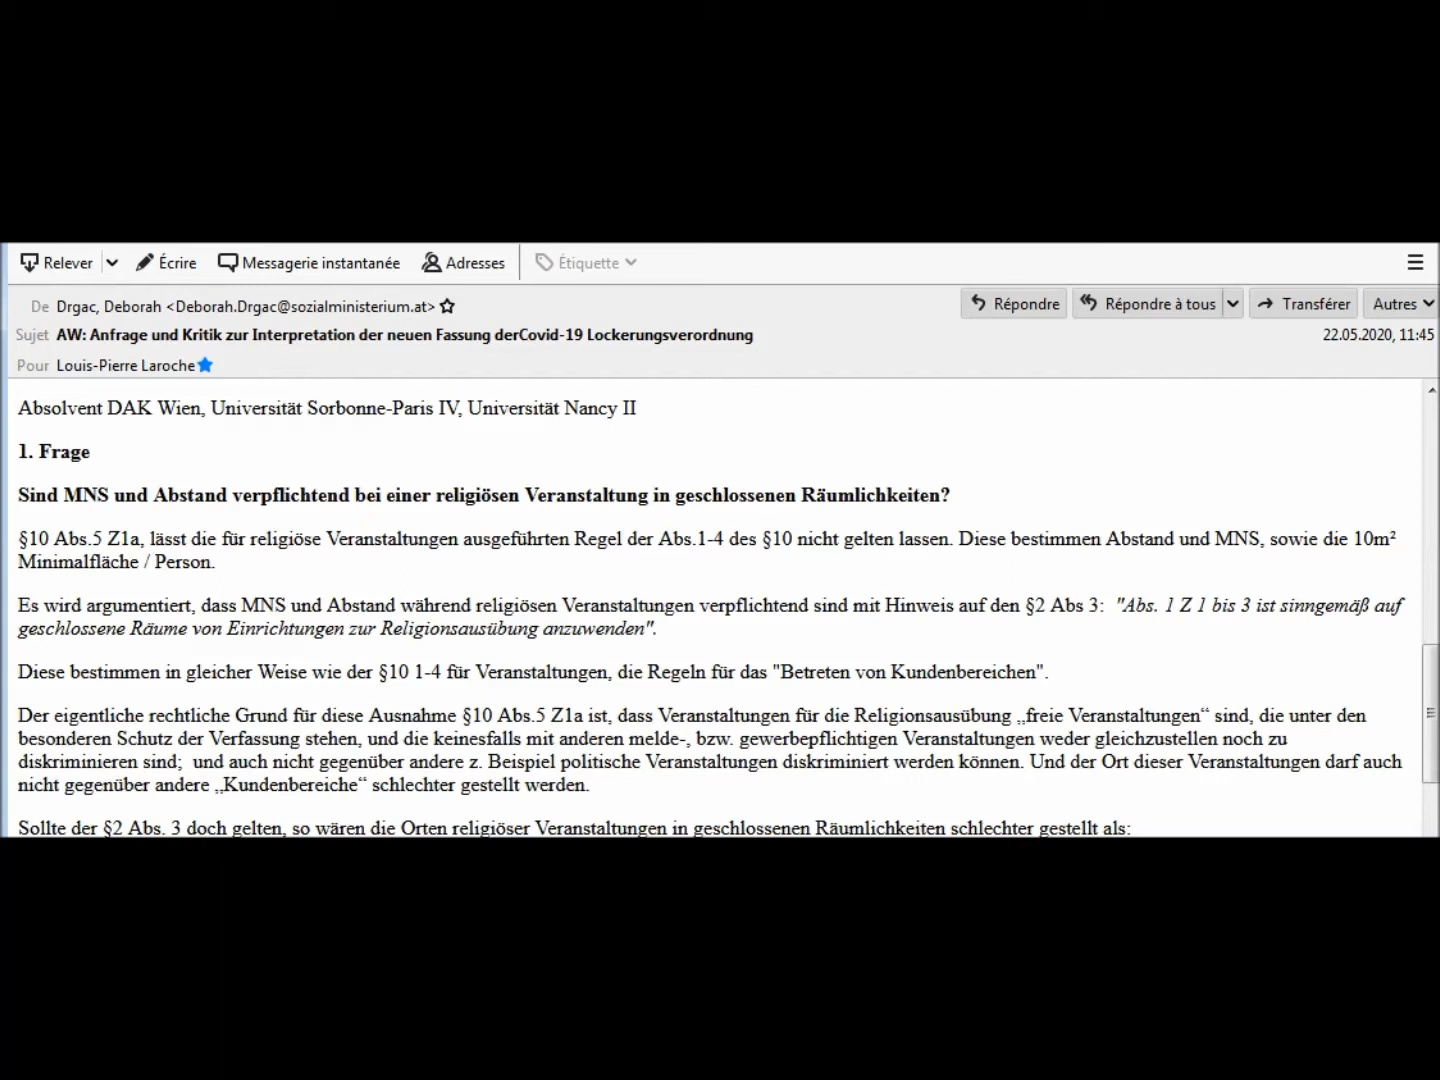 Relever Écrire Messagerie instantanée Adresses Étiquette
De Drgac, Deborah <Deborah.Drgac@sozialministerium.at> Répondre Répondre à tous Transférer Autres
Sujet AW: Anfrage und Kritik zur Interpretation der neuen Fassung derCovid-19 Lockerungsverordnung 22.05.2020, 11:45
Pour Louis-Pierre Laroche
Absolvent DAK Wien, Universität Sorbonne-Paris IV, Universität Nancy II
1. Frage
Sind MNS und Abstand verpflichtend bei einer religiösen Veranstaltung in geschlossenen Räumlichkeiten?
§10 Abs.5 Z1a, lässt die für religiöse Veranstaltungen ausgeführten Regel der Abs.1-4 des §10 nicht gelten lassen. Diese bestimmen Abstand und MNS, sowie die 10m²
Minimalfläche / Person.
Es wird argumentiert, dass MNS und Abstand während religiösen Veranstaltungen verpflichtend sind mit Hinweis auf den §2 Abs 3: "Abs. 1 Z 1 bis 3 ist sinngemäß auf
geschlossene Räume von Einrichtungen zur Religionsausübung anzuwenden".
Diese bestimmen in gleicher Weise wie der §10 1-4 für Veranstaltungen, die Regeln für das "Betreten von Kundenbereichen".
Der eigentliche rechtliche Grund für diese Ausnahme §10 Abs.5 Z1a ist, dass Veranstaltungen für die Religionsausübung „freie Veranstaltungen“ sind, die unter den
besonderen Schutz der Verfassung stehen, und die keinesfalls mit anderen melde-, bzw. gewerbepflichtigen Veranstaltungen weder gleichzustellen noch zu
diskriminieren sind; und auch nicht gegenüber andere z. Beispiel politische Veranstaltungen diskriminiert werden können. Und der Ort dieser Veranstaltungen darf auch
nicht gegenüber andere „Kundenbereiche“ schlechter gestellt werden.
Sollte der §2 Abs. 3 doch gelten, so wären die Orten religiöser Veranstaltungen in geschlossenen Räumlichkeiten schlechter gestellt als: